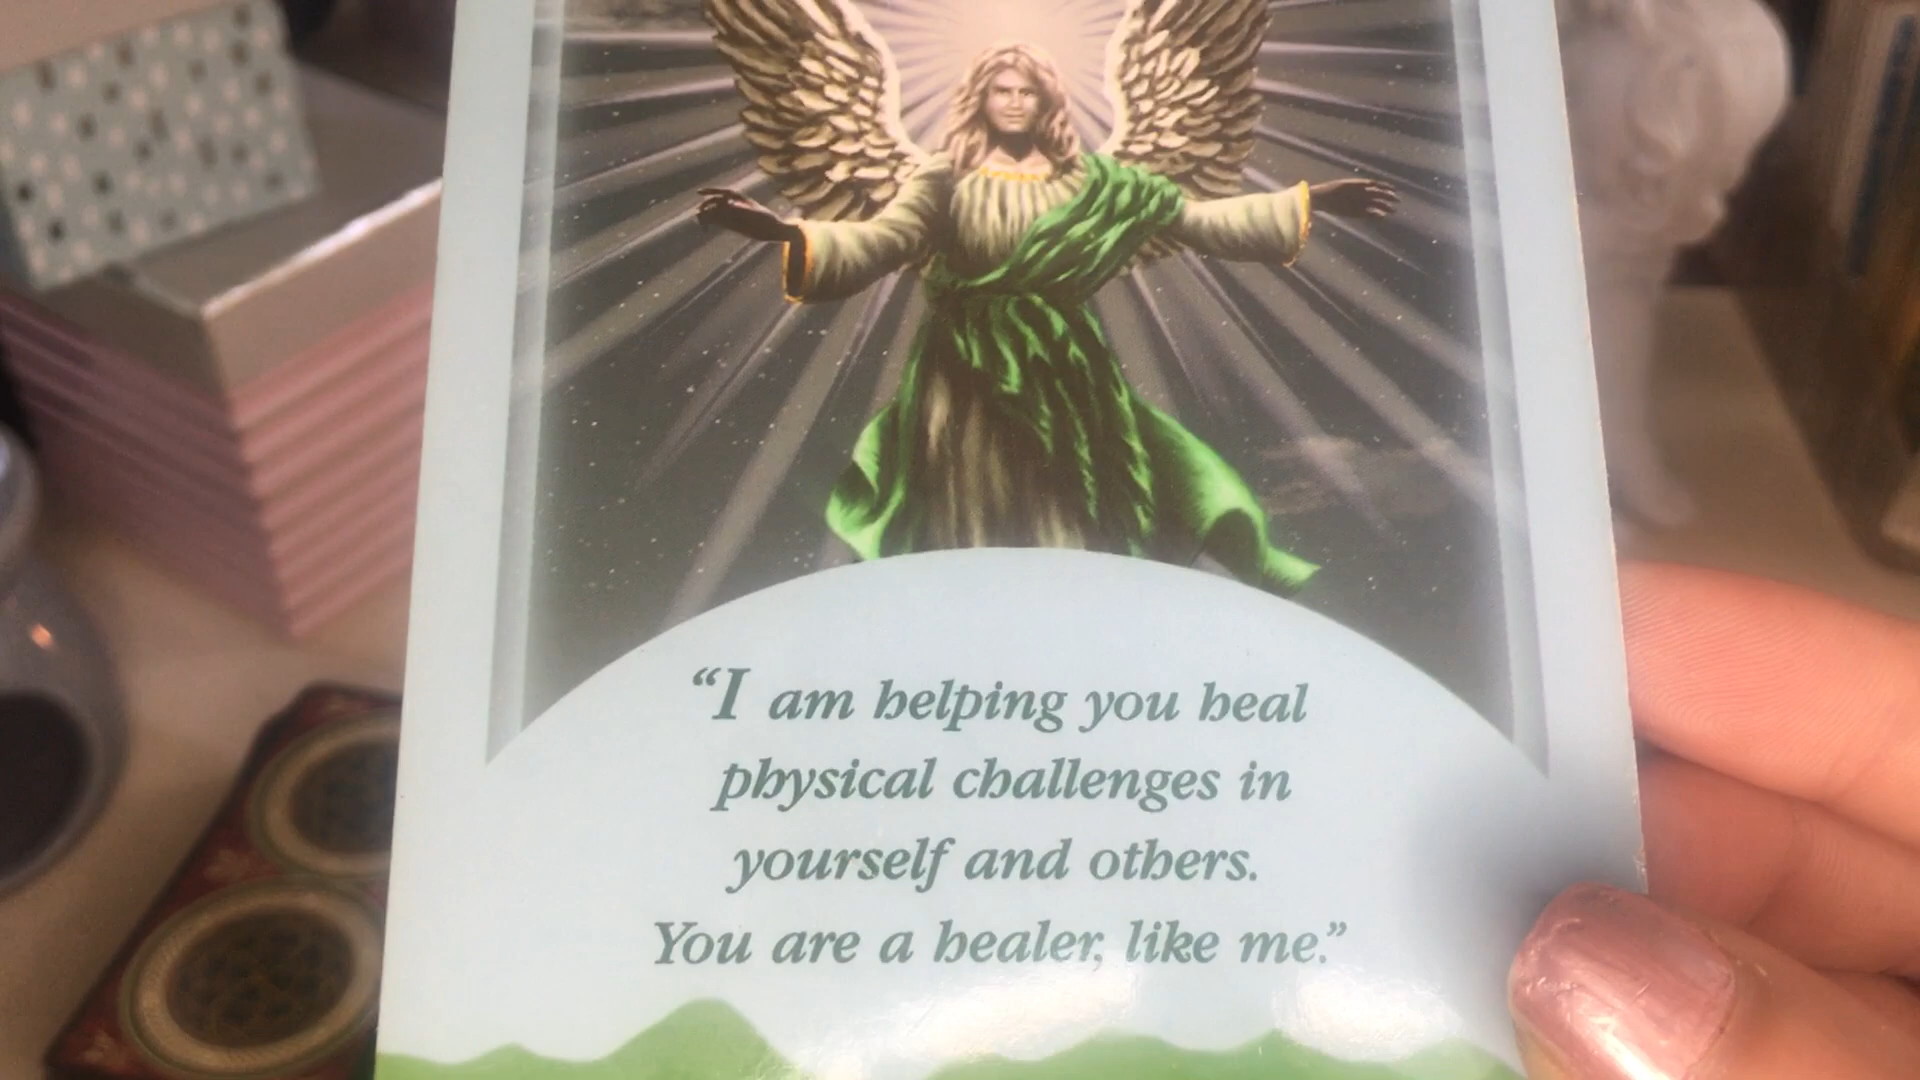 “I am helping you heal
physical challenges in
yourself and others.
You are a healer, like me.”